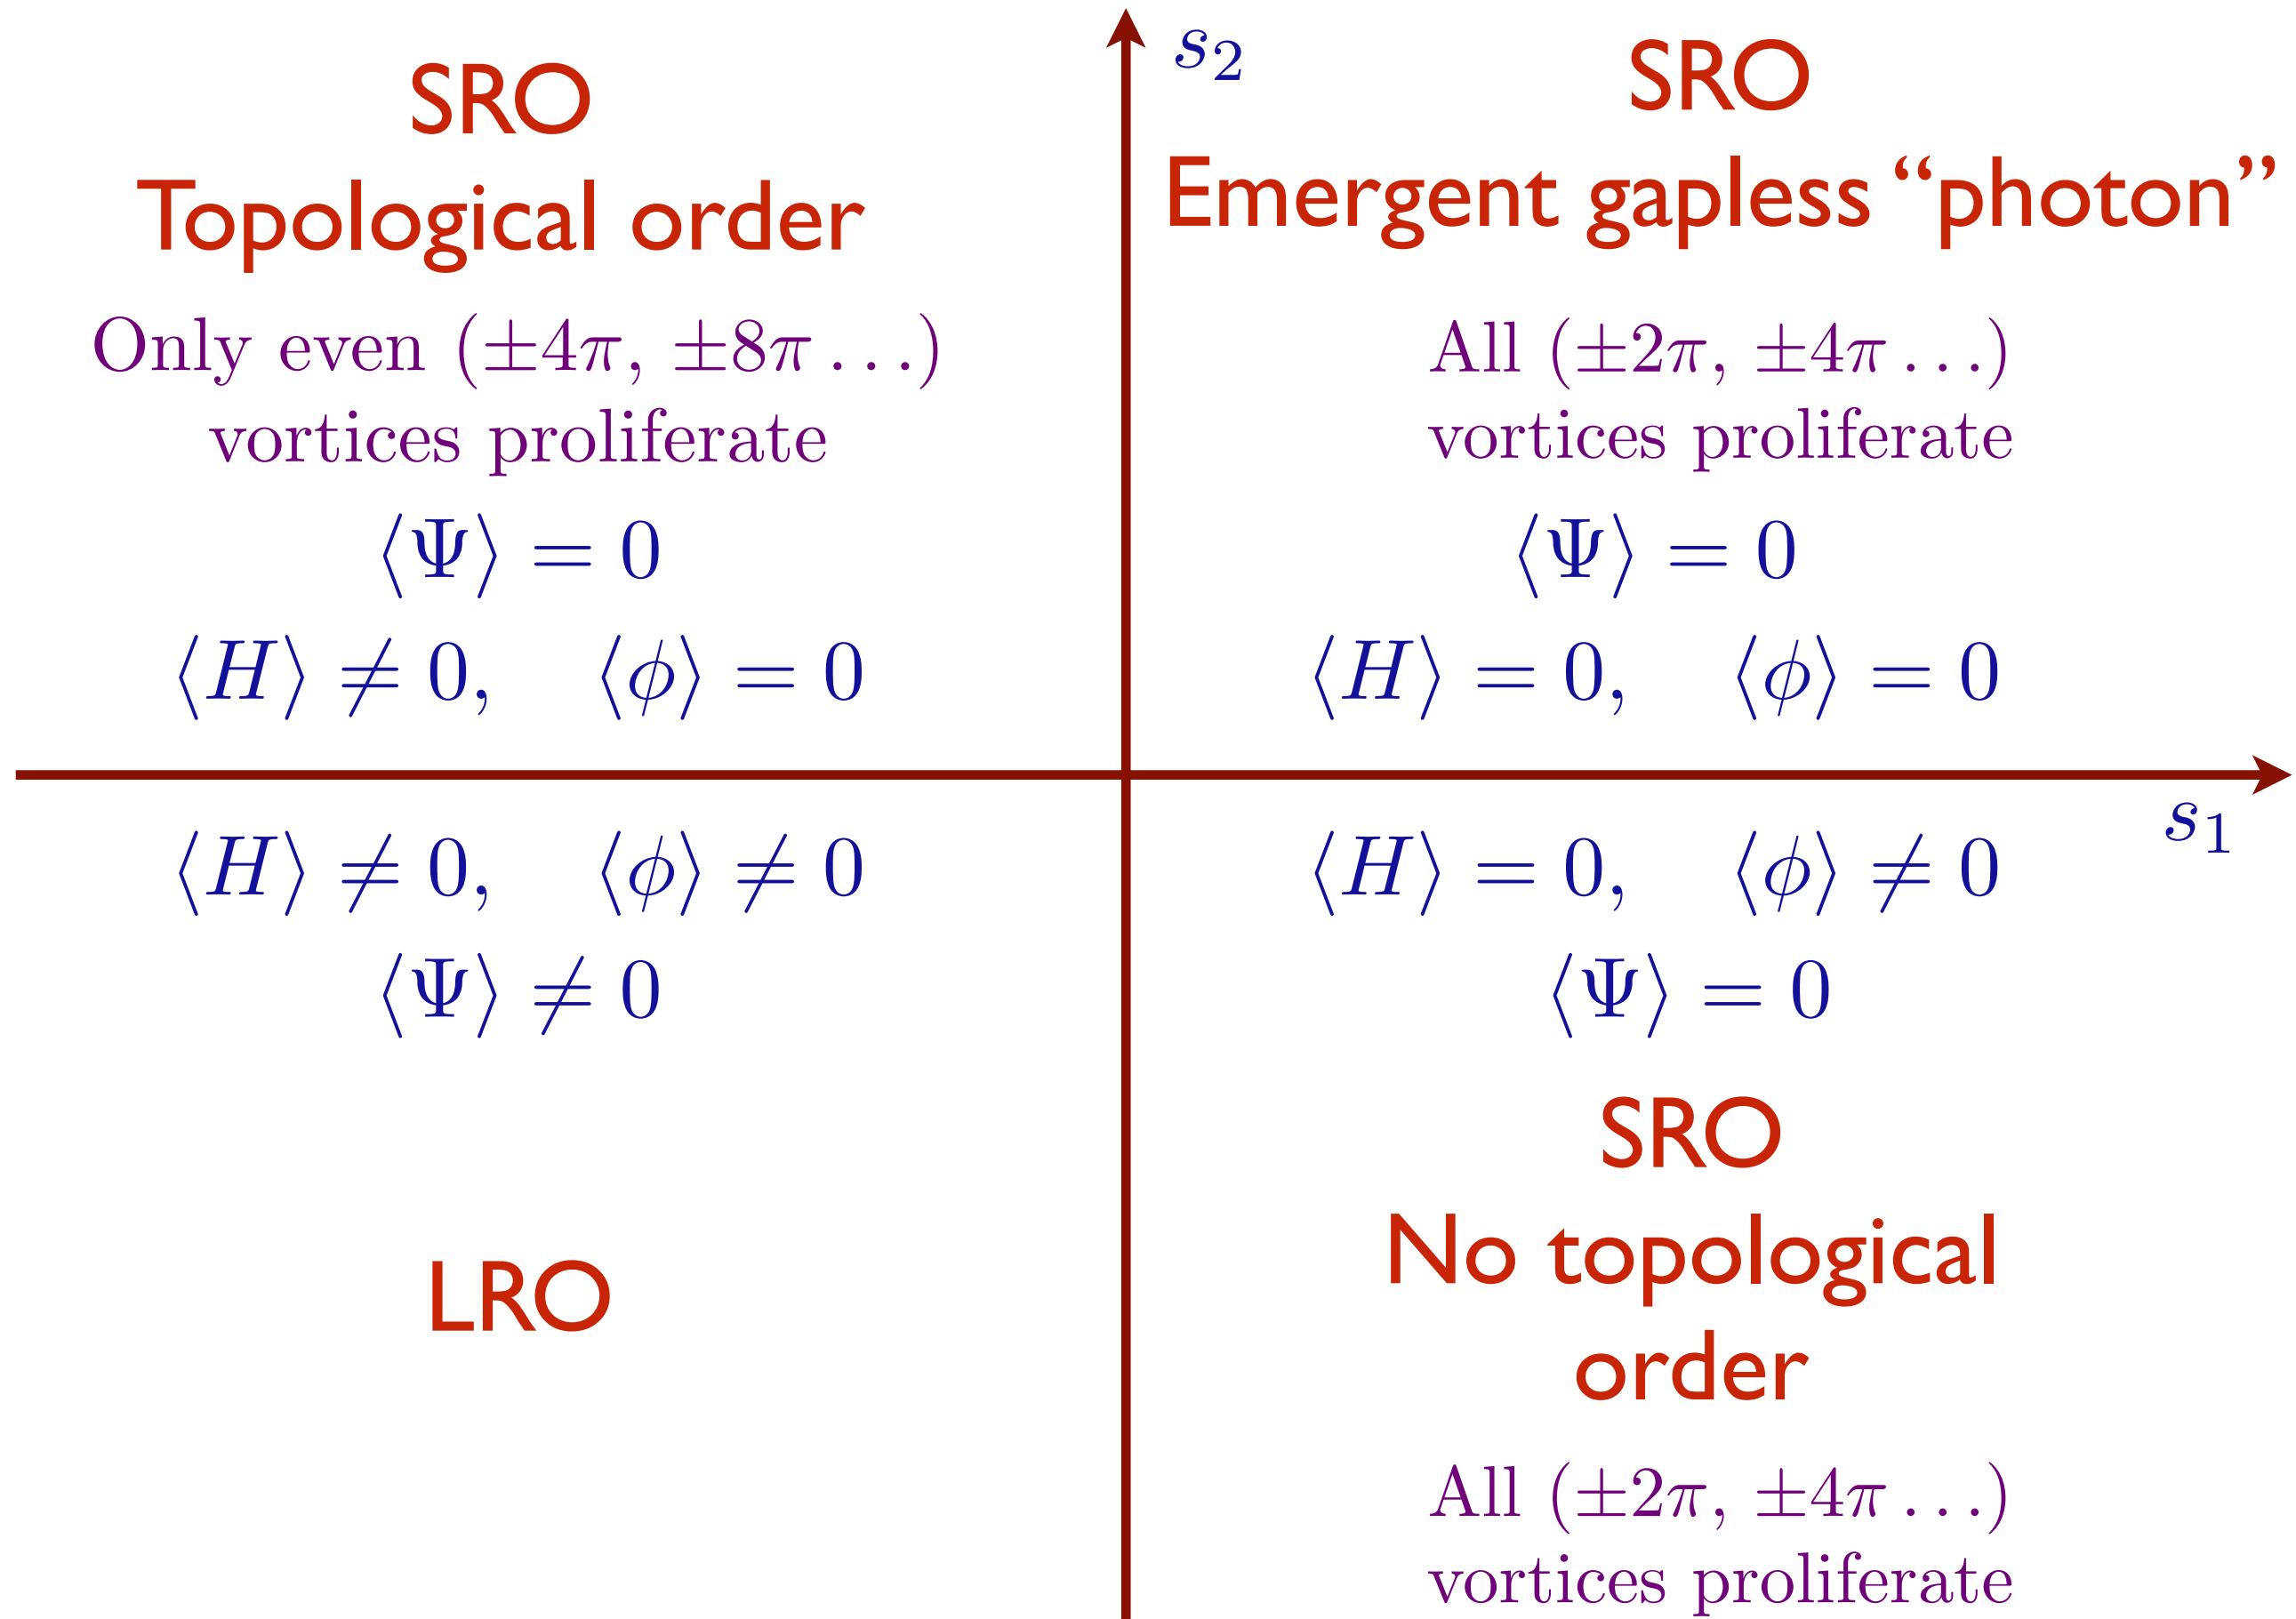 s₂
SRO
Topological order
Only even (±4π, ±8π . . .)
vortices proliferate
⟨Ψ⟩ = 0
⟨H⟩ ≠ 0, ⟨ϕ⟩ = 0
SRO
Emergent gapless “photon”
All (±2π, ±4π . . .)
vortices proliferate
⟨Ψ⟩ = 0
⟨H⟩ = 0, ⟨ϕ⟩ = 0
s₁
⟨H⟩ ≠ 0, ⟨ϕ⟩ ≠ 0
⟨Ψ⟩ ≠ 0
LRO
⟨H⟩ = 0, ⟨ϕ⟩ ≠ 0
⟨Ψ⟩ = 0
SRO
No topological
order
All (±2π, ±4π . . .)
vortices proliferate